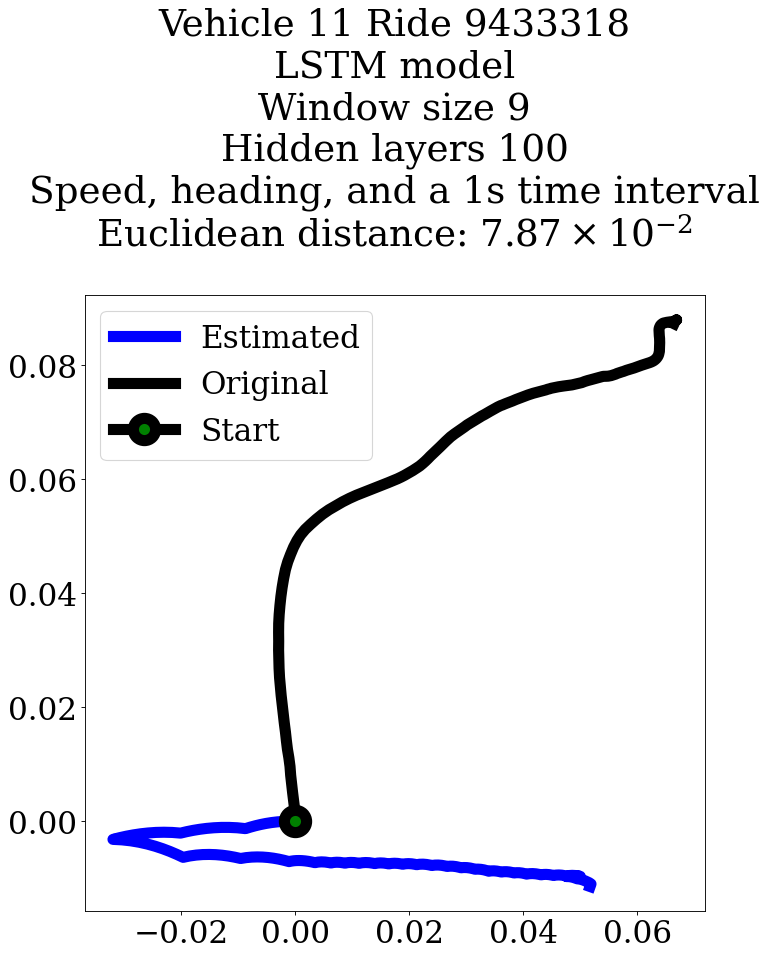 Vehicle 11 Ride 9433318
LSTM model
Window size 9
Hidden layers 100
Speed, heading, and a 1s time interval
Euclidean distance: 7.87 × 10⁻²
Estimated
Original
Start
0.08
0.06
0.04
0.02
0.00
−0.02 0.00 0.02 0.04 0.06